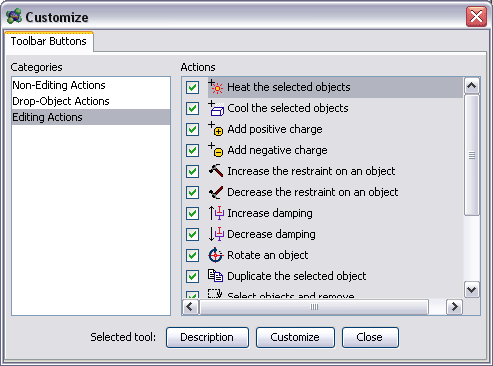 Customize
Toolbar Buttons
Categories
Non-Editing Actions
Drop-Object Actions
Editing Actions
Actions
Heat the selected objects
Cool the selected objects
Add positive charge
Add negative charge
Increase the restraint on an object
Decrease the restraint on an object
Increase damping
Decrease damping
Rotate an object
Duplicate the selected object
Select objects and remove
Selected tool:
Description
Customize
Close